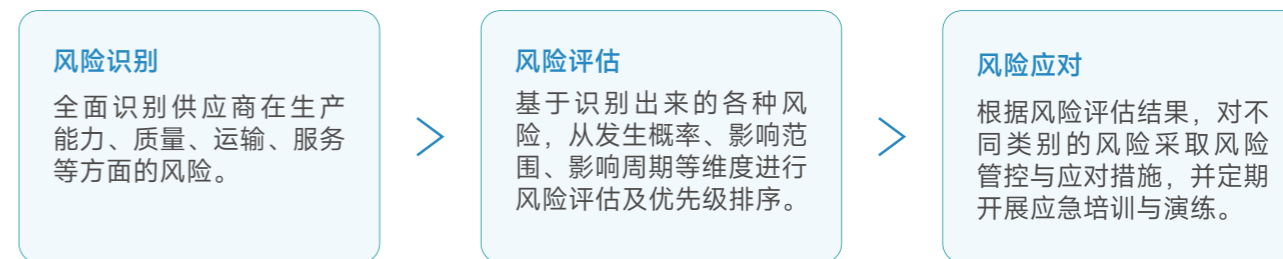 风险识别
全面识别供应商在生产
能力、质量、运输、服务
等方面的风险。
风险评估
基于识别出来的各种风
险，从发生概率、影响范
围、影响周期等维度进行
风险评估及优先级排序。
风险应对
根据风险评估结果，对不
同类别的风险采取风险
管控与应对措施，并定期
开展应急培训与演练。